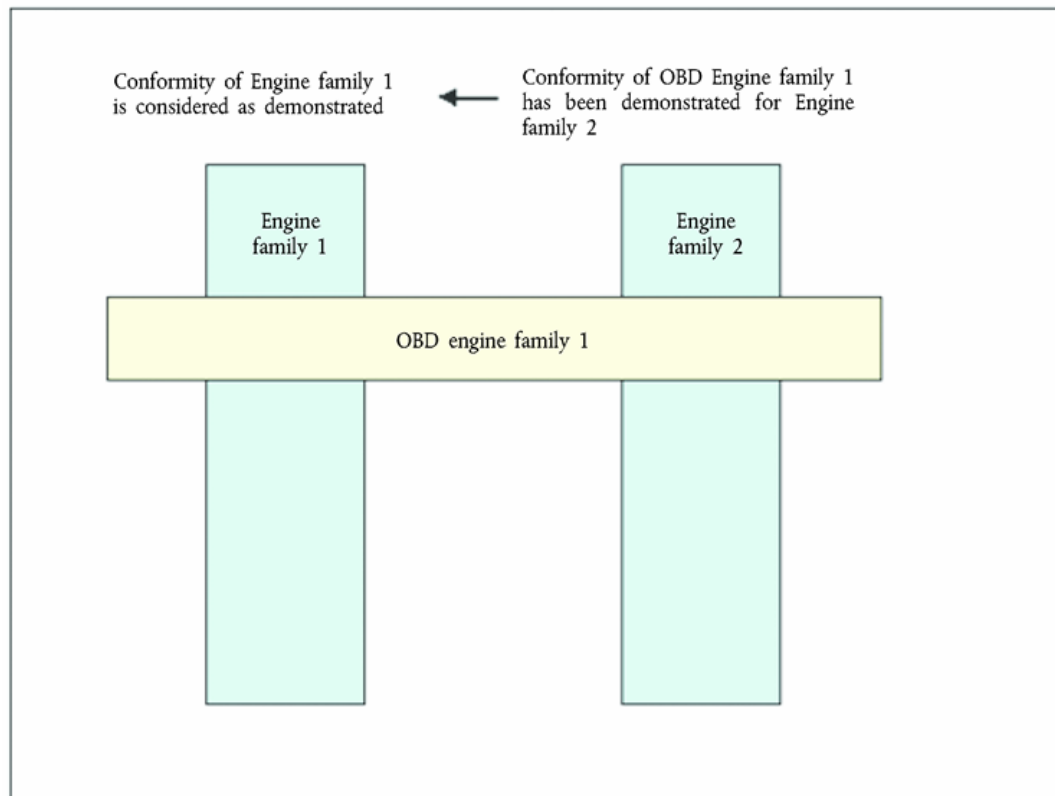 Conformity of Engine family 1
is considered as demonstrated
Conformity of OBD Engine family 1
has been demonstrated for Engine
family 2
Engine
family 1
Engine
family 2
OBD engine family 1